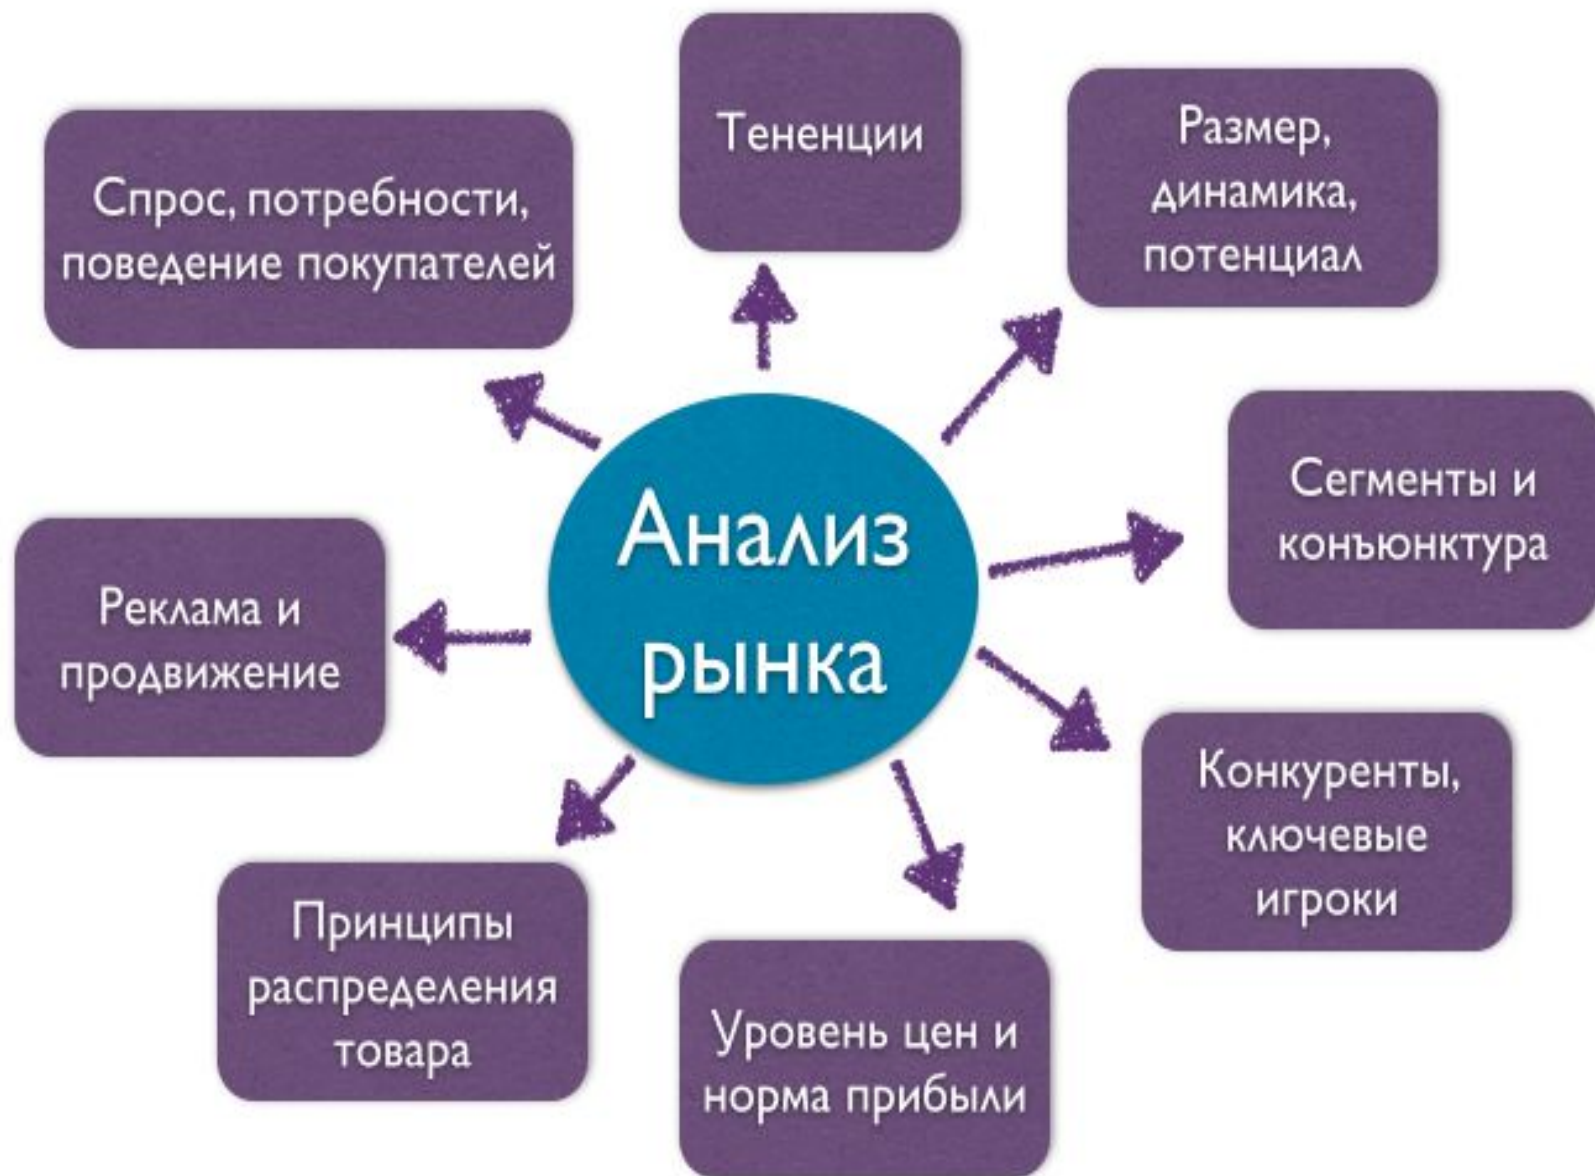 Тененции
Размер,
динамика,
потенциал
Спрос, потребности,
поведение покупателей
Сегменты и
конъюнктура
Анализ
рынка
Реклама и
продвижение
Конкуренты,
ключевые
игроки
Принципы
распределения
товара
Уровень цен и
норма прибыли